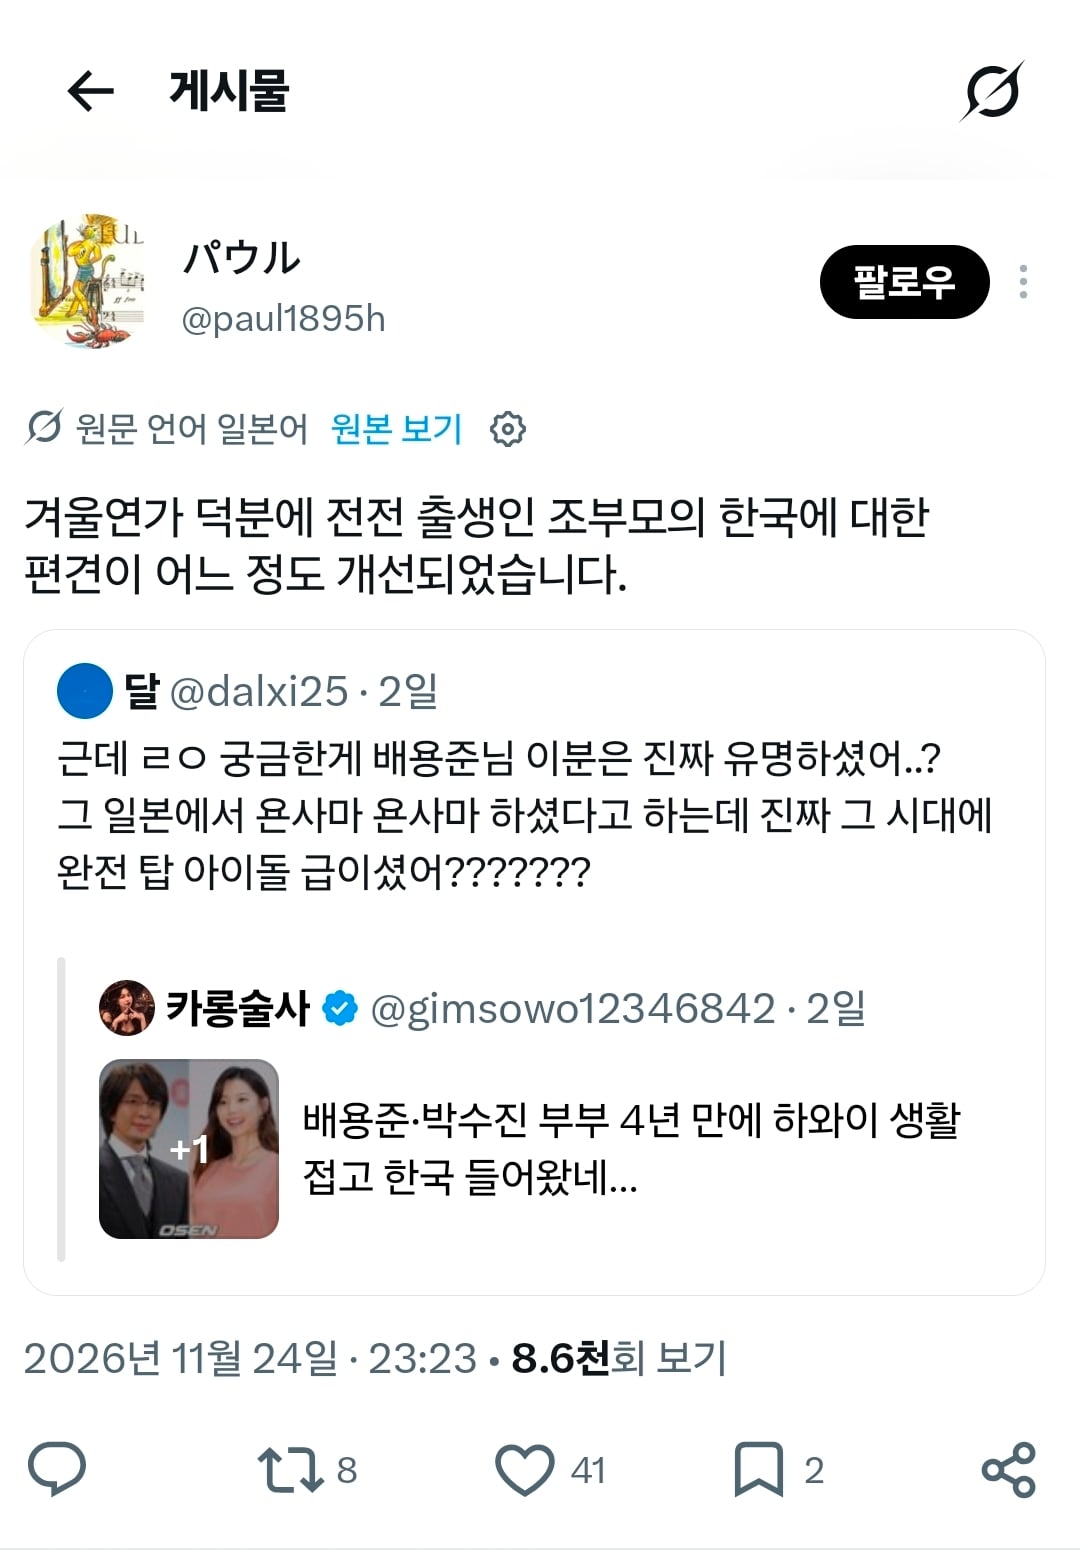 게시물
パウル
@paul1895h
팔로우
원문 언어 일본어 원본 보기
겨울연가 덕분에 전전 출생인 조부모의 한국에 대한
편견이 어느 정도 개선되었습니다.
달 @dalxi25 · 2일
근데 ㄹㅇ 궁금한게 배용준님 이분은 진짜 유명하셨어..?
그 일본에서 욘사마 욘사마 하셨다고 하는데 진짜 그 시대에
완전 탑 아이돌 급이셨어???????
카롱술사 @gimsowo12346842 · 2일
+1
OSEN
배용준·박수진 부부 4년 만에 하와이 생활
접고 한국 들어왔네...
2026년 11월 24일 · 23:23 • 8.6천회 보기
8 41 2